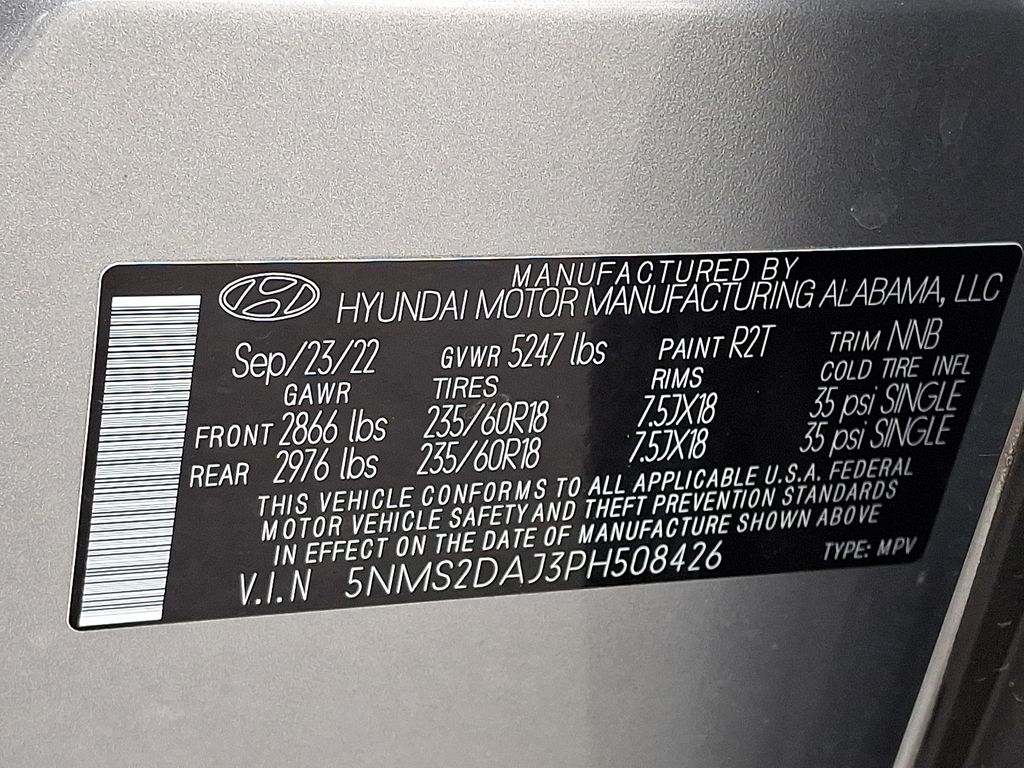 MANUFACTURED BY
HYUNDAI MOTOR MANUFACTURING ALABAMA, LLC
Sep/23/22 GVWR 5247 lbs PAINT R2T TRIM NNB
GAWR TIRES RIMS COLD TIRE INFL
FRONT 2866 lbs 235/60R18 7.5JX18 35 psi SINGLE
REAR 2976 lbs 235/60R18 7.5JX18 35 psi SINGLE
THIS VEHICLE CONFORMS TO ALL APPLICABLE U.S.A. FEDERAL
MOTOR VEHICLE SAFETY AND THEFT PREVENTION STANDARDS
IN EFFECT ON THE DATE OF MANUFACTURE SHOWN ABOVE
V.I.N 5NMS2DAJ3PH508426 TYPE: MPV